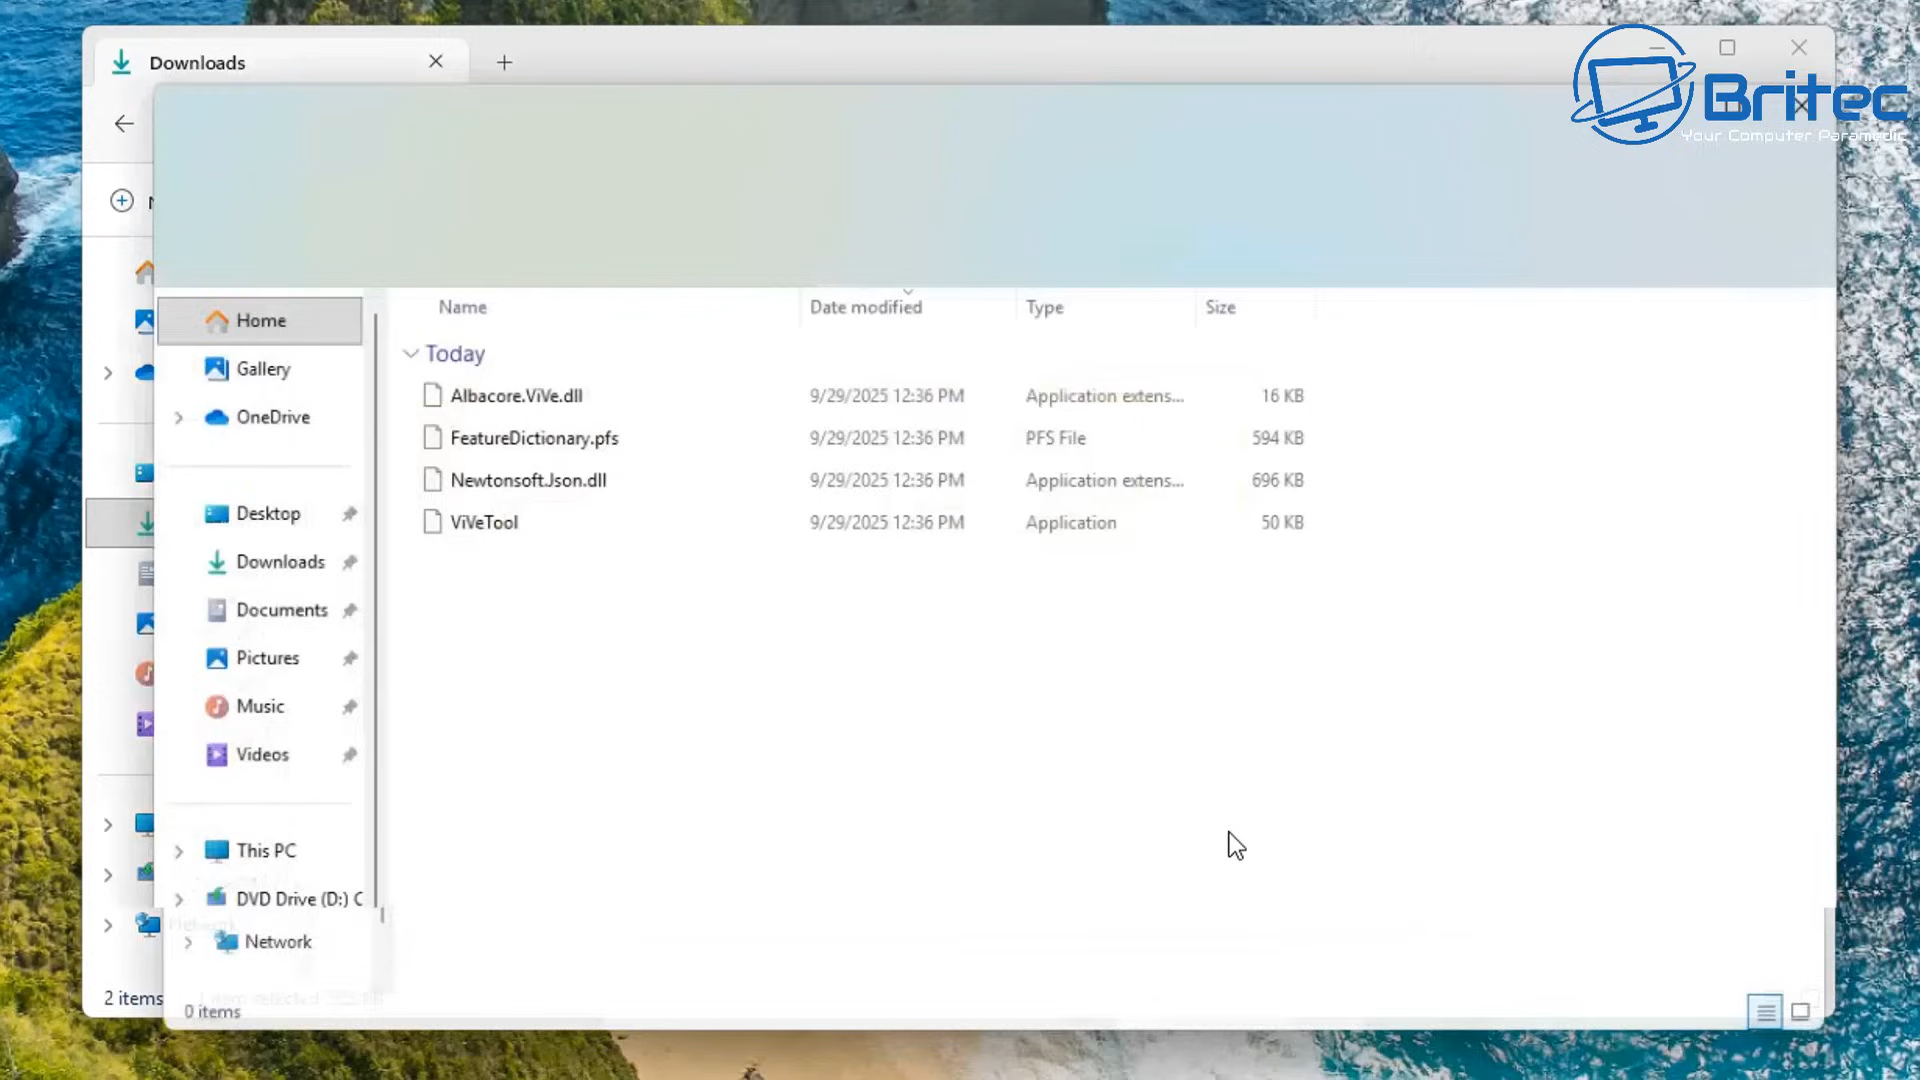 Downloads
Britec
Your Computer Paramedic
Name
Date modified
Type
Size
Home
Gallery
OneDrive
Desktop
Downloads
Documents
Pictures
Music
Videos
This PC
DVD Drive (D:) C
Network
Today
Albacore.ViVe.dll 9/29/2025 12:36 PM Application extens... 16 KB
FeatureDictionary.pfs 9/29/2025 12:36 PM PFS File 594 KB
Newtonsoft.Json.dll 9/29/2025 12:36 PM Application extens... 696 KB
ViVeTool 9/29/2025 12:36 PM Application 50 KB
2 items
0 items